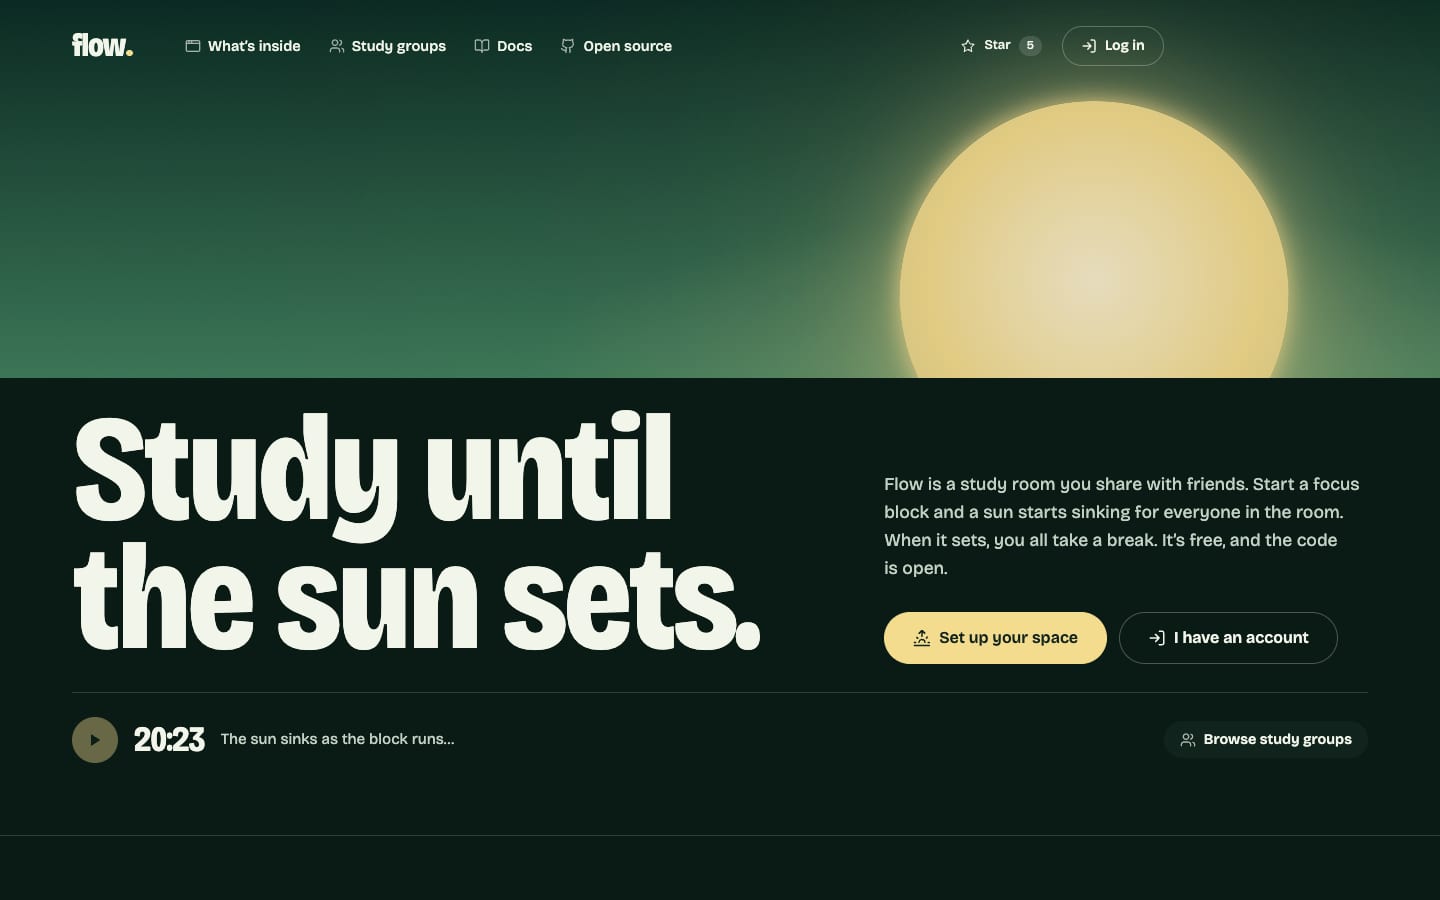 flow.
What's inside
Study groups
Docs
Open source
Star 5
Log in
Study until
the sun sets.
Flow is a study room you share with friends. Start a focus
block and a sun starts sinking for everyone in the room.
When it sets, you all take a break. It's free, and the code
is open.
Set up your space
I have an account
20:23
The sun sinks as the block runs...
Browse study groups